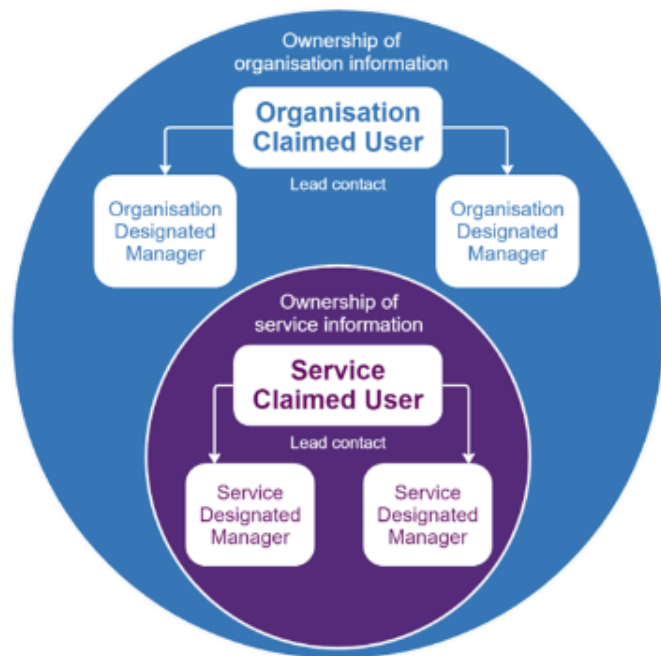 Ownership of
organisation information
Organisation
Claimed User
Lead contact
Organisation
Designated
Manager
Organisation
Designated
Manager
Ownership of
service information
Service
Claimed User
Lead contact
Service
Designated
Manager
Service
Designated
Manager